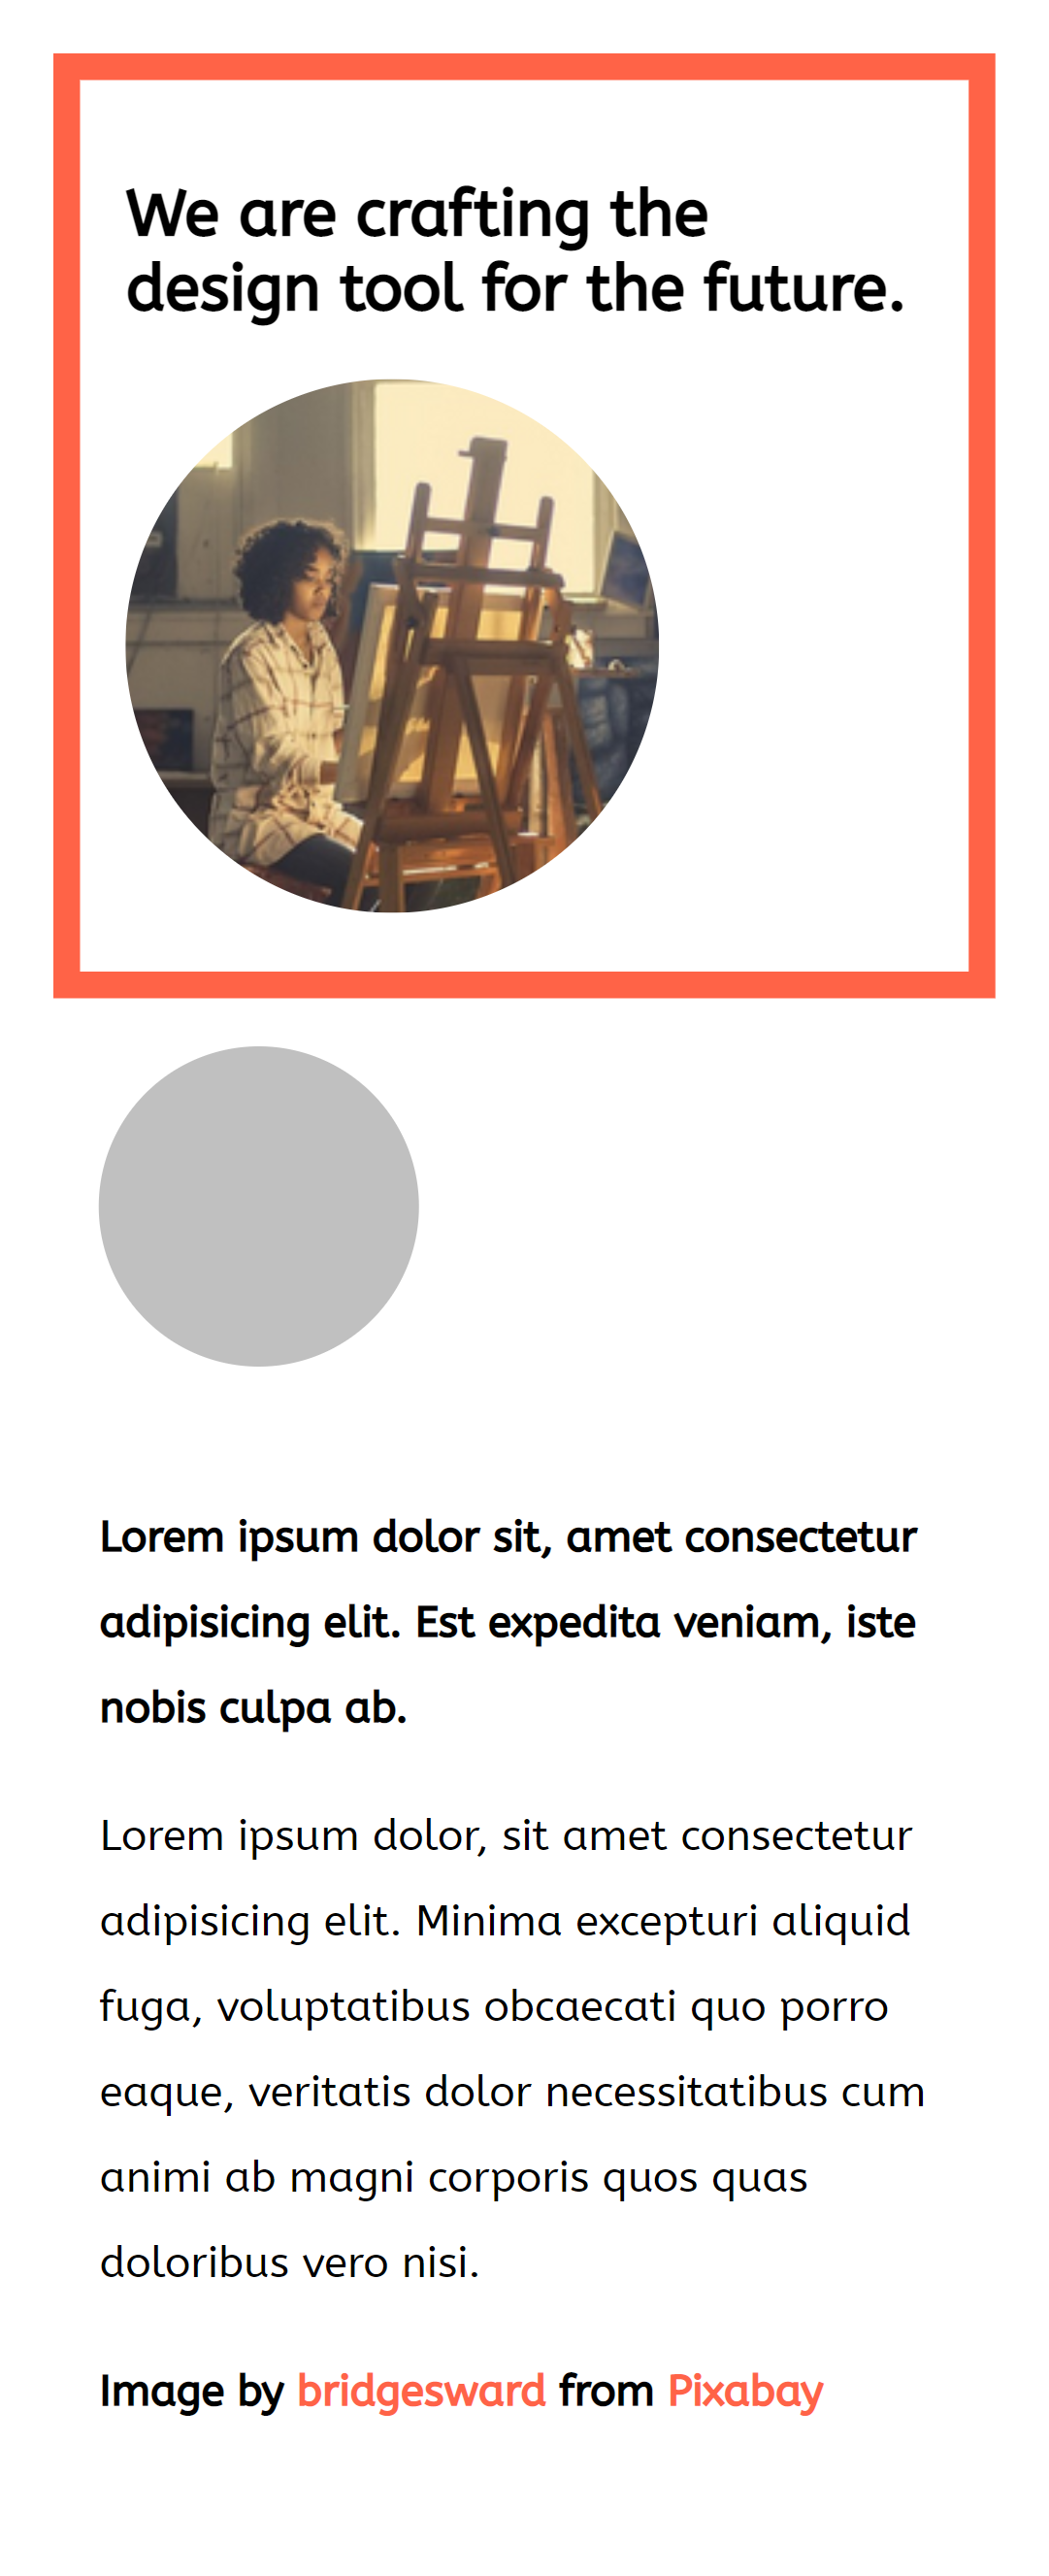 We are crafting the
design tool for the future.
Lorem ipsum dolor sit, amet consectetur
adipisicing elit. Est expedita veniam, iste
nobis culpa ab.
Lorem ipsum dolor, sit amet consectetur
adipisicing elit. Minima excepturi aliquid
fuga, voluptatibus obcaecati quo porro
eaque, veritatis dolor necessitatibus cum
animi ab magni corporis quos quas
doloribus vero nisi.
Image by bridgesward from Pixabay